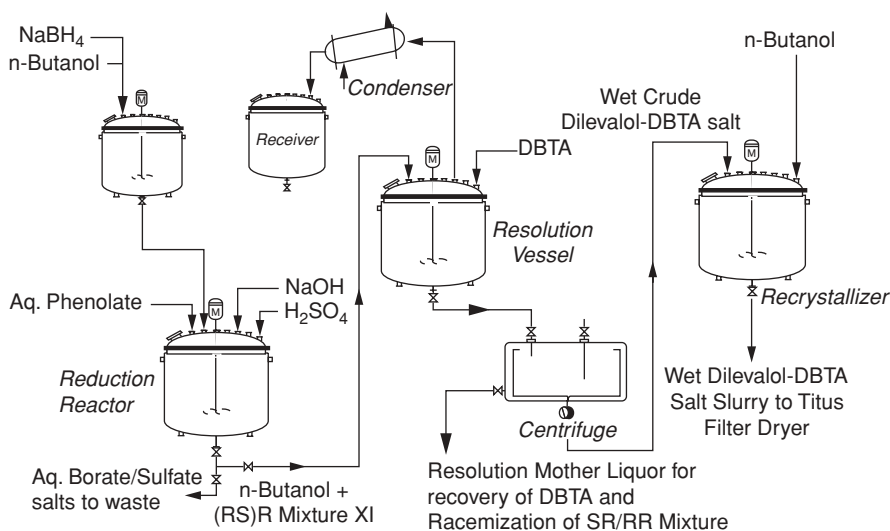 NaBH4
n-Butanol
M
Condenser
Receiver
n-Butanol
Wet Crude
Dilevalol-DBTA salt
DBTA
M
M
Resolution
Vessel
Aq. Phenolate
NaOH
H2SO4
M
Recrystallizer
Reduction
Reactor
Centrifuge
Wet Dilevalol-DBTA
Salt Slurry to Titus
Filter Dryer
Aq. Borate/Sulfate
salts to waste
n-Butanol +
(RS)R Mixture XI
Resolution Mother Liquor for
recovery of DBTA and
Racemization of SR/RR Mixture